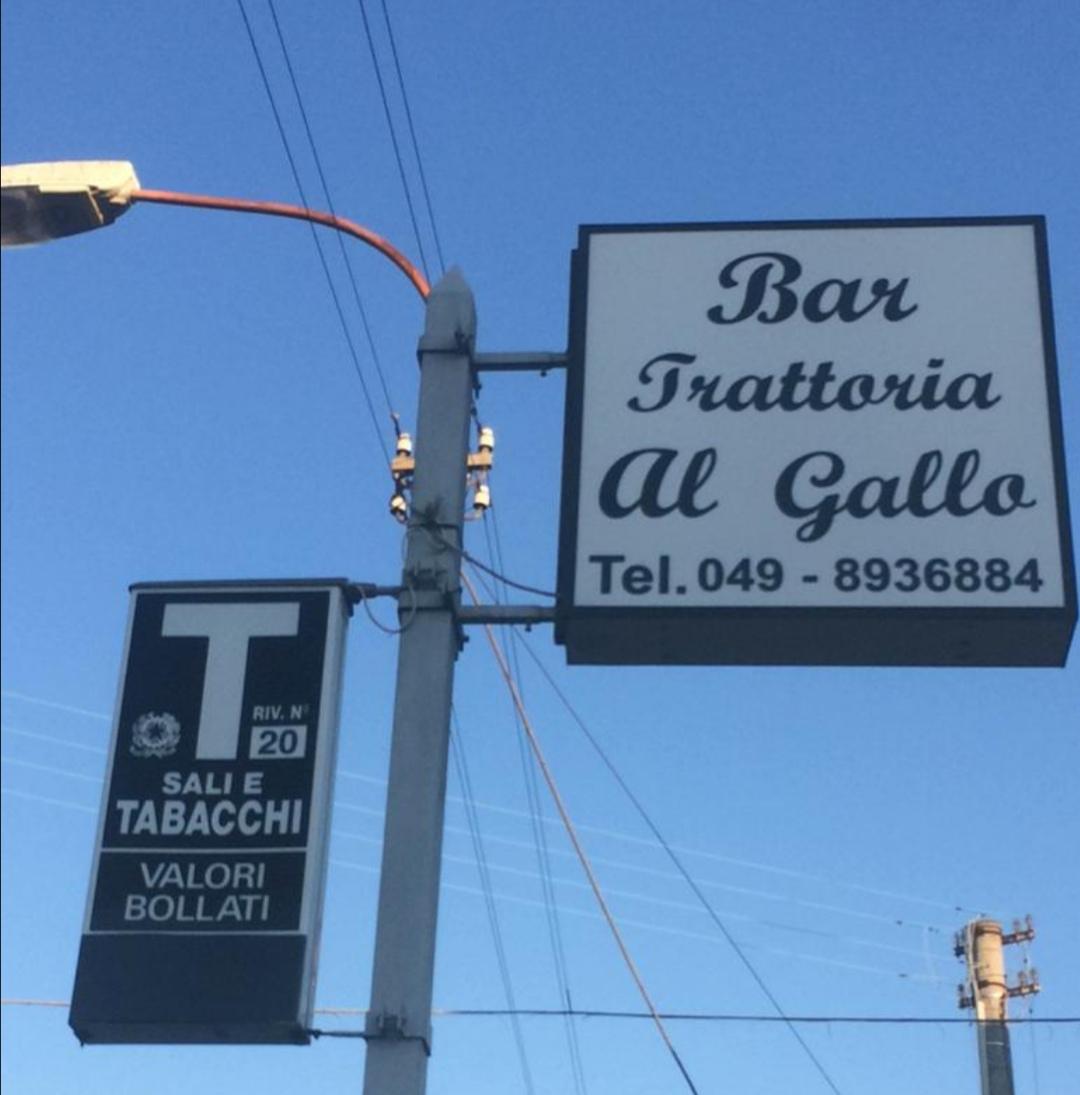 Bar
Trattoria
Al Gallo
Tel. 049 - 8936884
T
RIV. N°
20
SALI E
TABACCHI
VALORI
BOLLATI